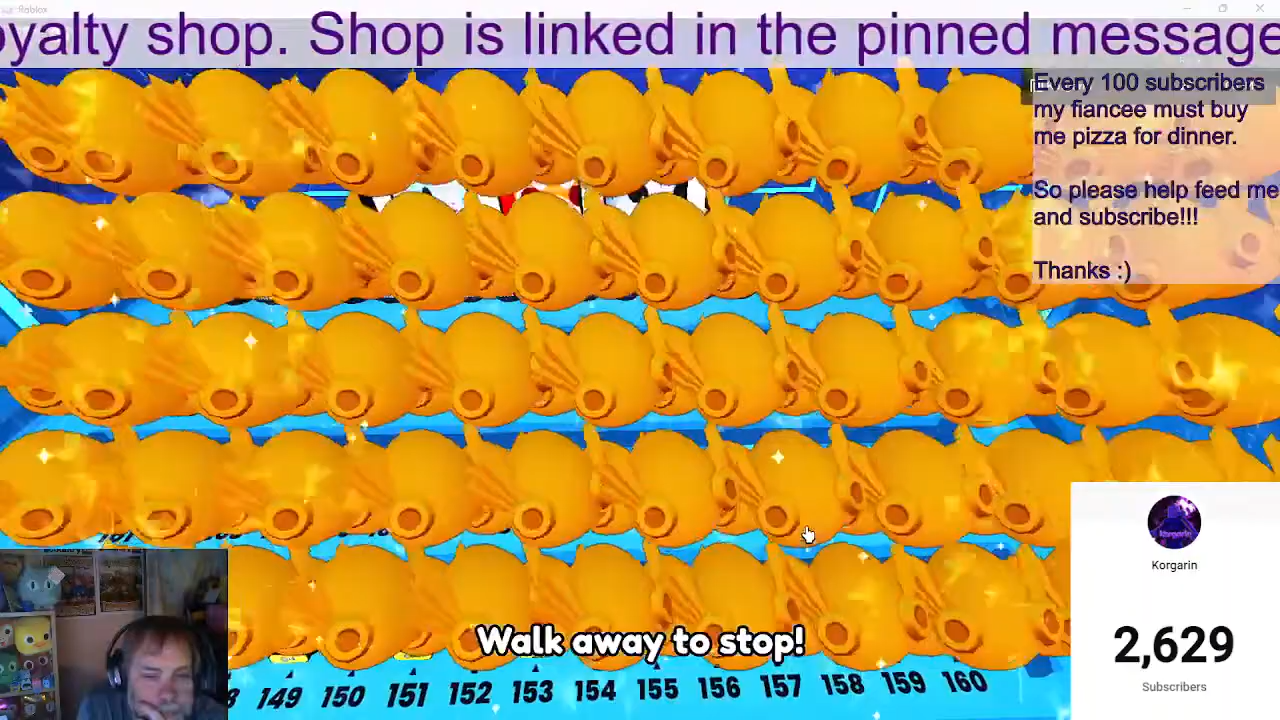 Roblox
oyalty shop. Shop is linked in the pinned message
Every 100 subscribers
my fiancee must buy
me pizza for dinner.
So please help feed me
and subscribe!!!
Thanks :)
Korgarin
2,629
Subscribers
Walk away to stop!
149 150 151 152 153 154 155 156 157 158 159 160